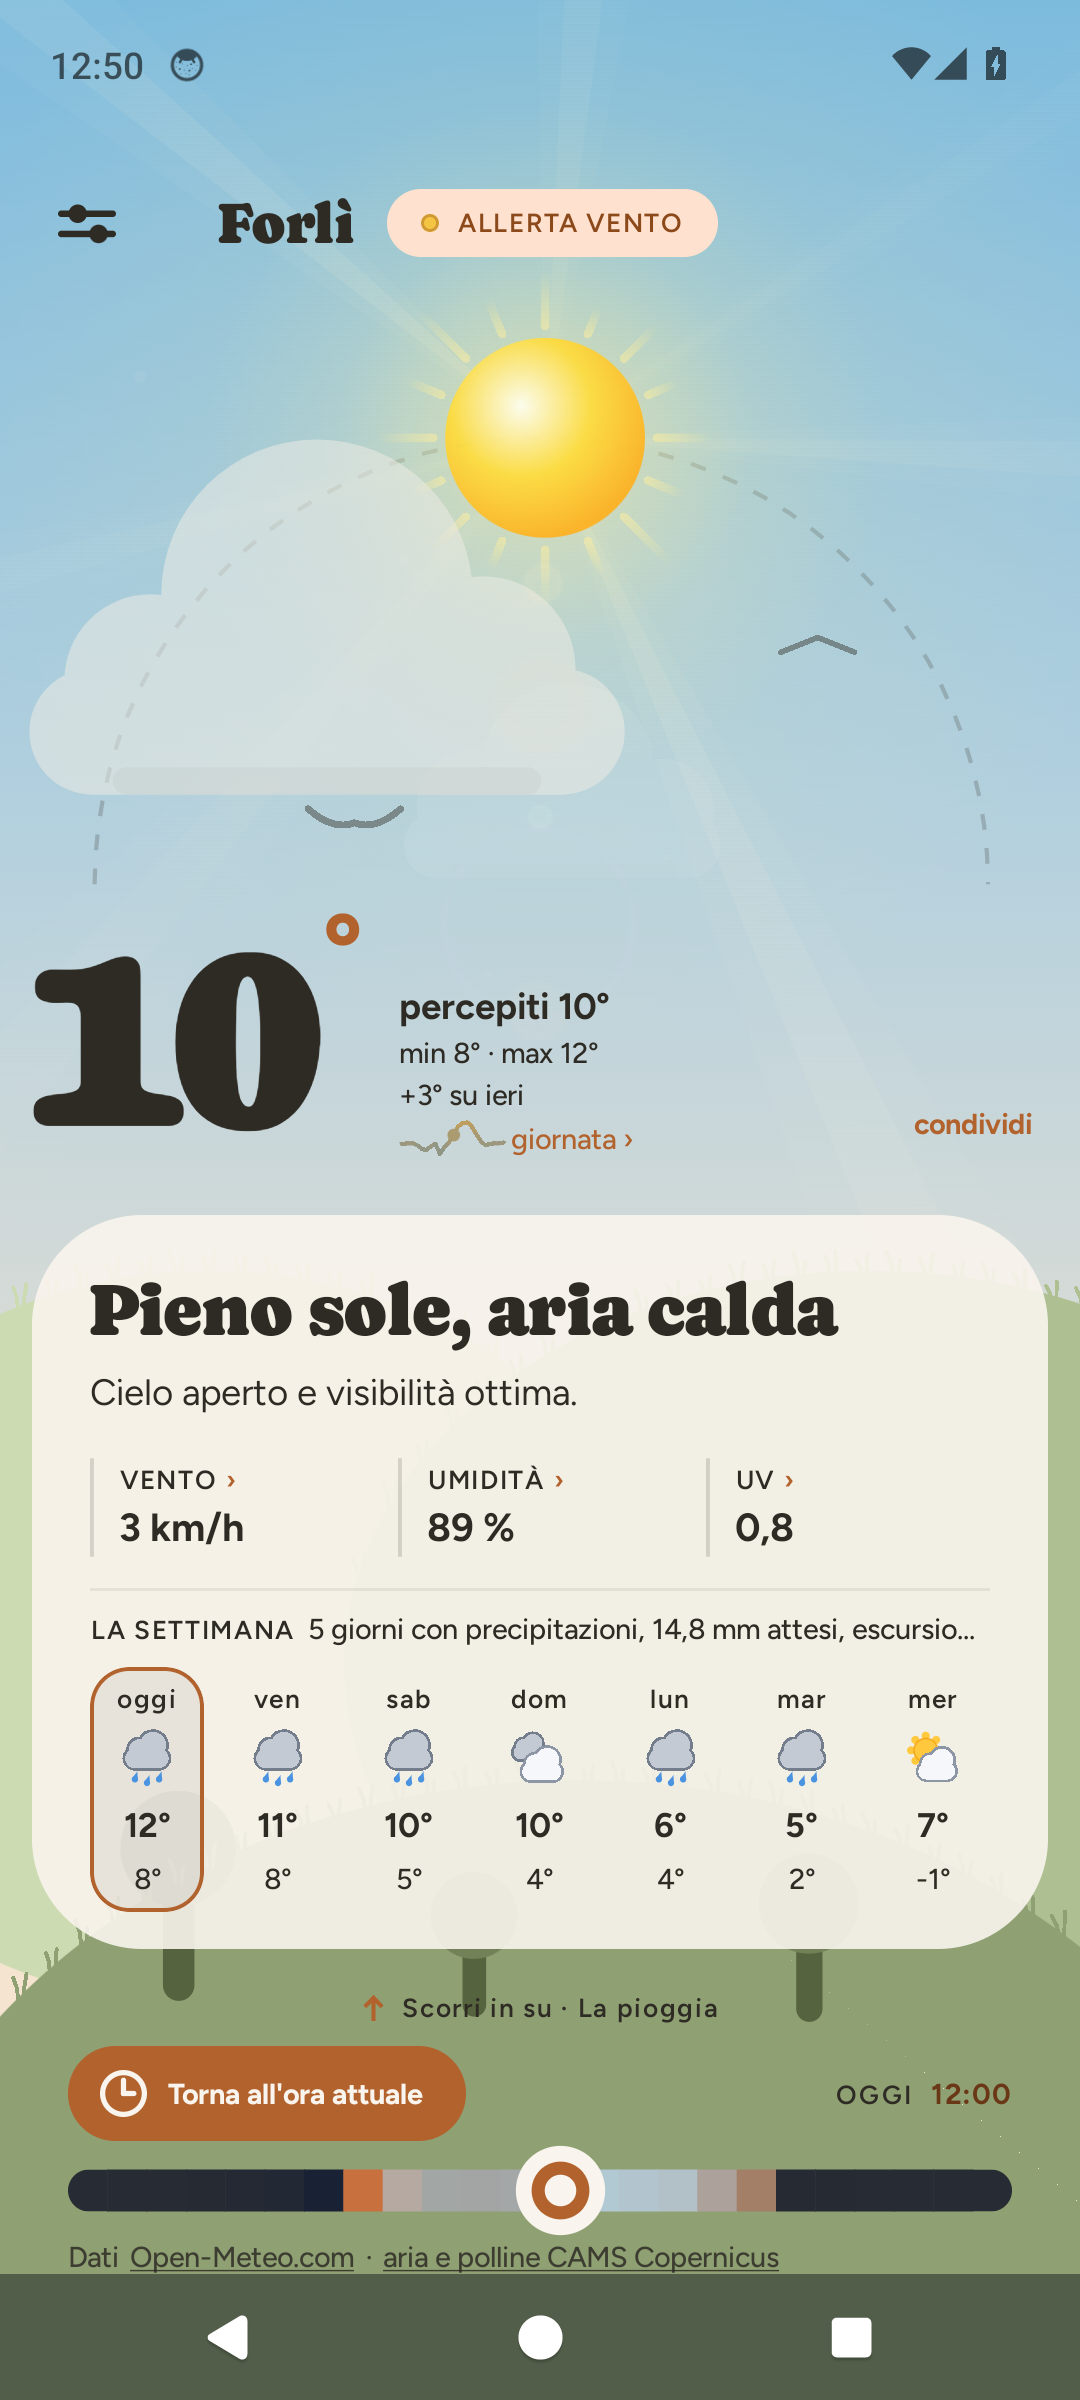 12:50
Forlì
ALLERTA VENTO
10°
percepiti 10°
min 8° · max 12°
+3° su ieri
giornata ›
condividi
Pieno sole, aria calda
Cielo aperto e visibilità ottima.
VENTO › UMIDITÀ › UV ›
3 km/h 89 % 0,8
LA SETTIMANA 5 giorni con precipitazioni, 14,8 mm attesi, escursio...
oggi ven sab dom lun mar mer
12° 11° 10° 10° 6° 5° 7°
8° 8° 5° 4° 4° 2° -1°
↑ Scorri in su · La pioggia
Torna all'ora attuale
OGGI 12:00
Dati Open-Meteo.com · aria e polline CAMS Copernicus